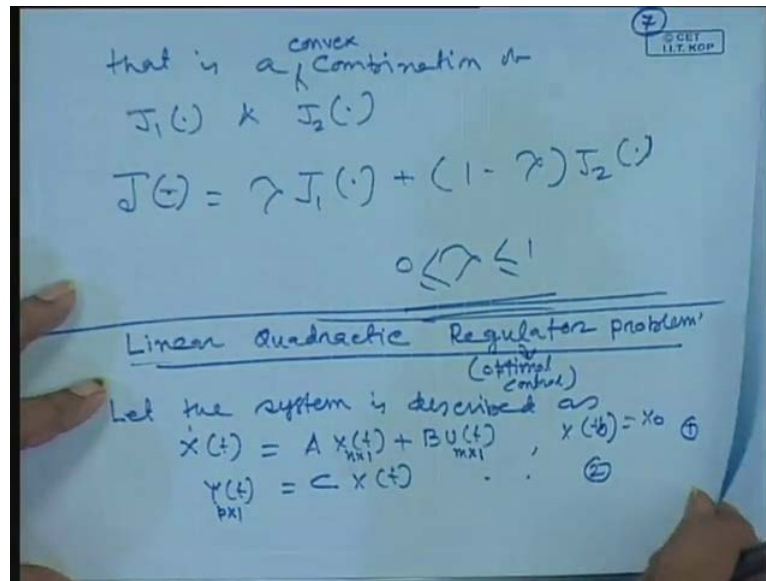 7
© CET
I.I.T. KGP
that is a convex combination of
J₁(·) & J₂(·)
J(·) = λ J₁(·) + (1 - λ) J₂(·)
0 ≤ λ ≤ 1
Linear Quadractic Regulator problem
(optimal control)
Let the system is described as
ẋ(t) = A x(t) + B u(t) , x(t₀) = x₀ ①
n×1 m×1
Y(t) = C x(t) . . ②
p×1